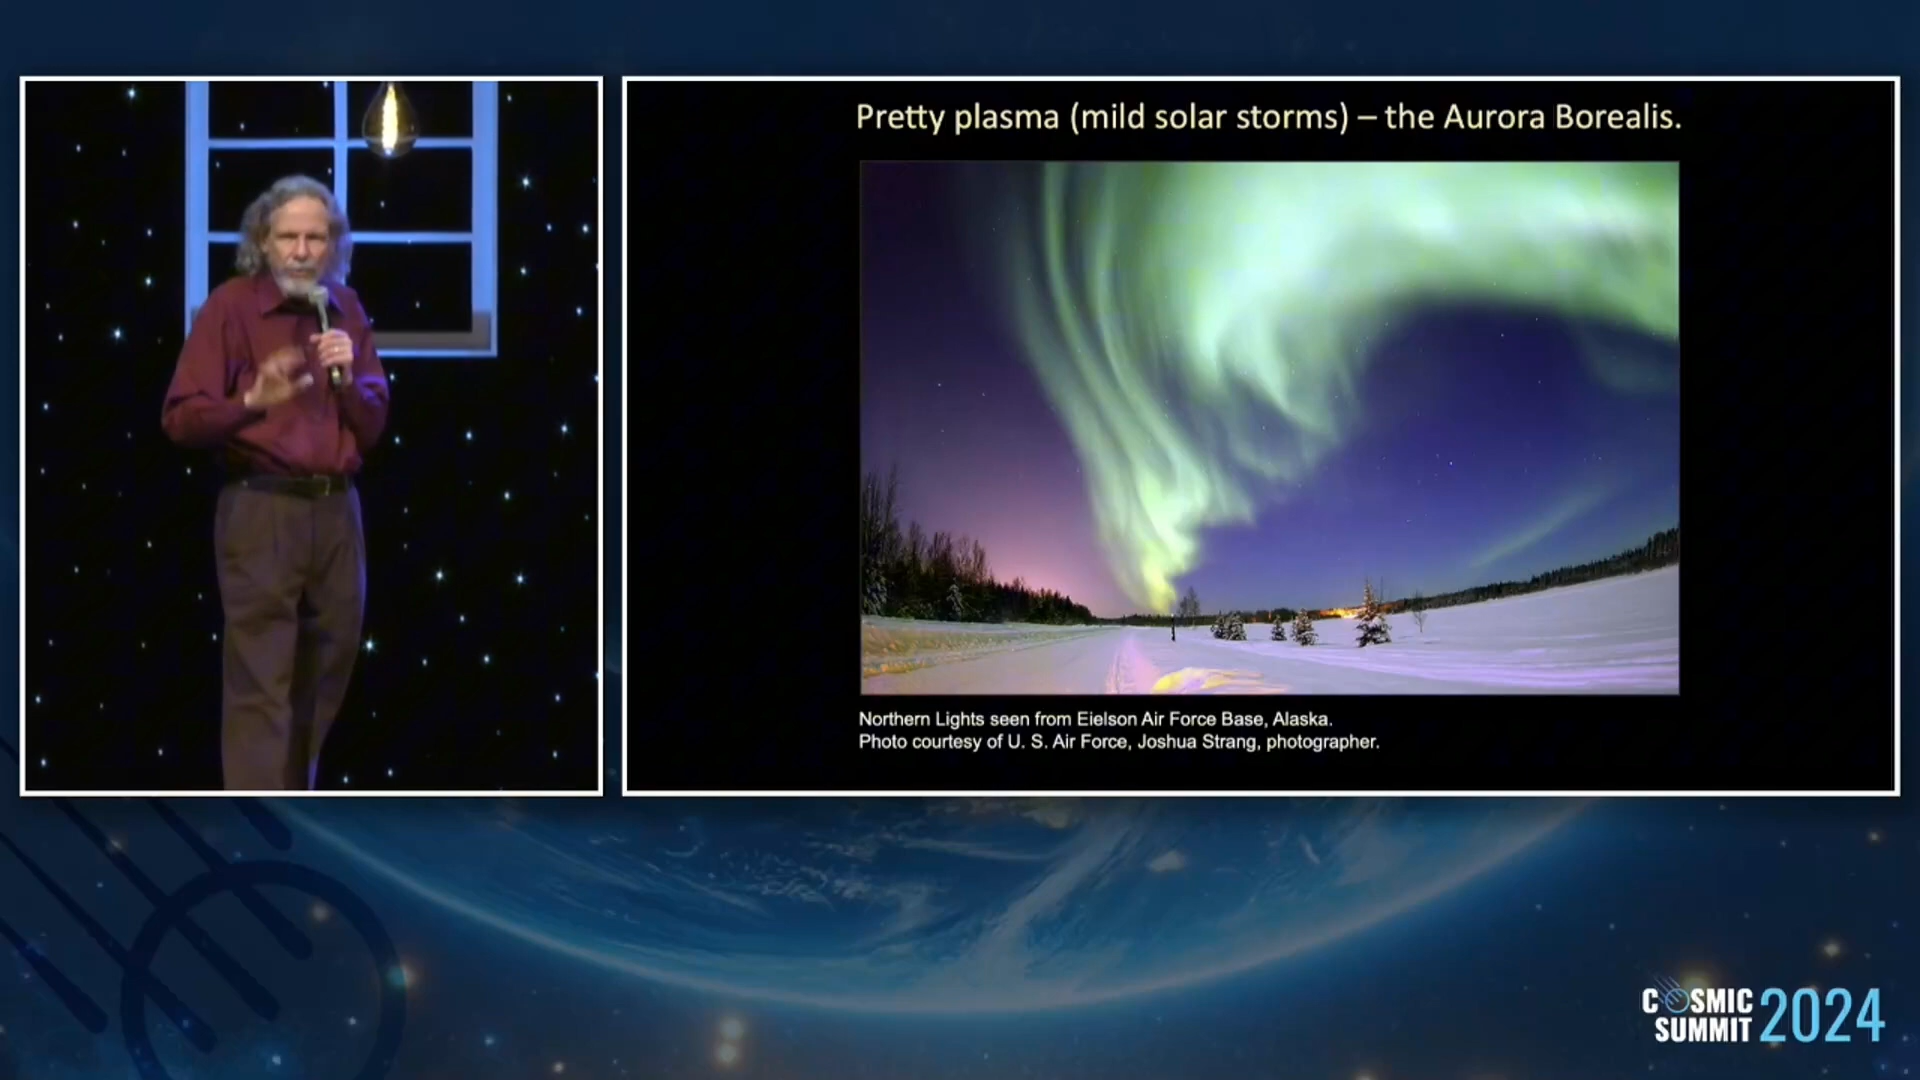 Pretty plasma (mild solar storms) – the Aurora Borealis.
Northern Lights seen from Eielson Air Force Base, Alaska.
Photo courtesy of U. S. Air Force, Joshua Strang, photographer.
COSMIC
SUMMIT 2024